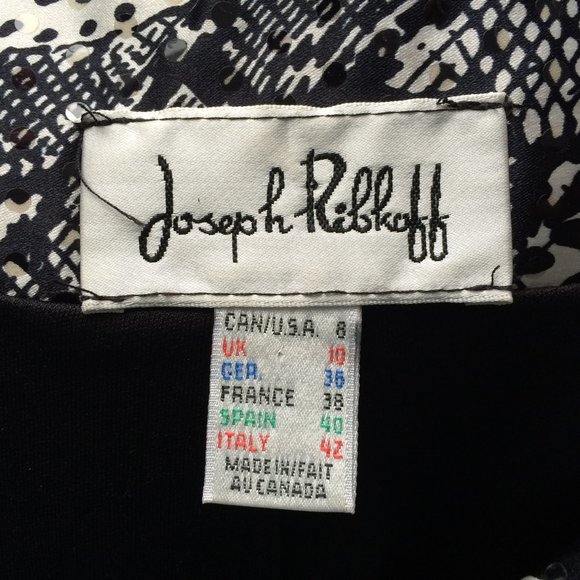 Joseph Ribkoff
CAN/U.S.A. 8
UK 10
GER. 36
FRANCE 38
SPAIN 40
ITALY 42
MADE IN/FAIT
AU CANADA